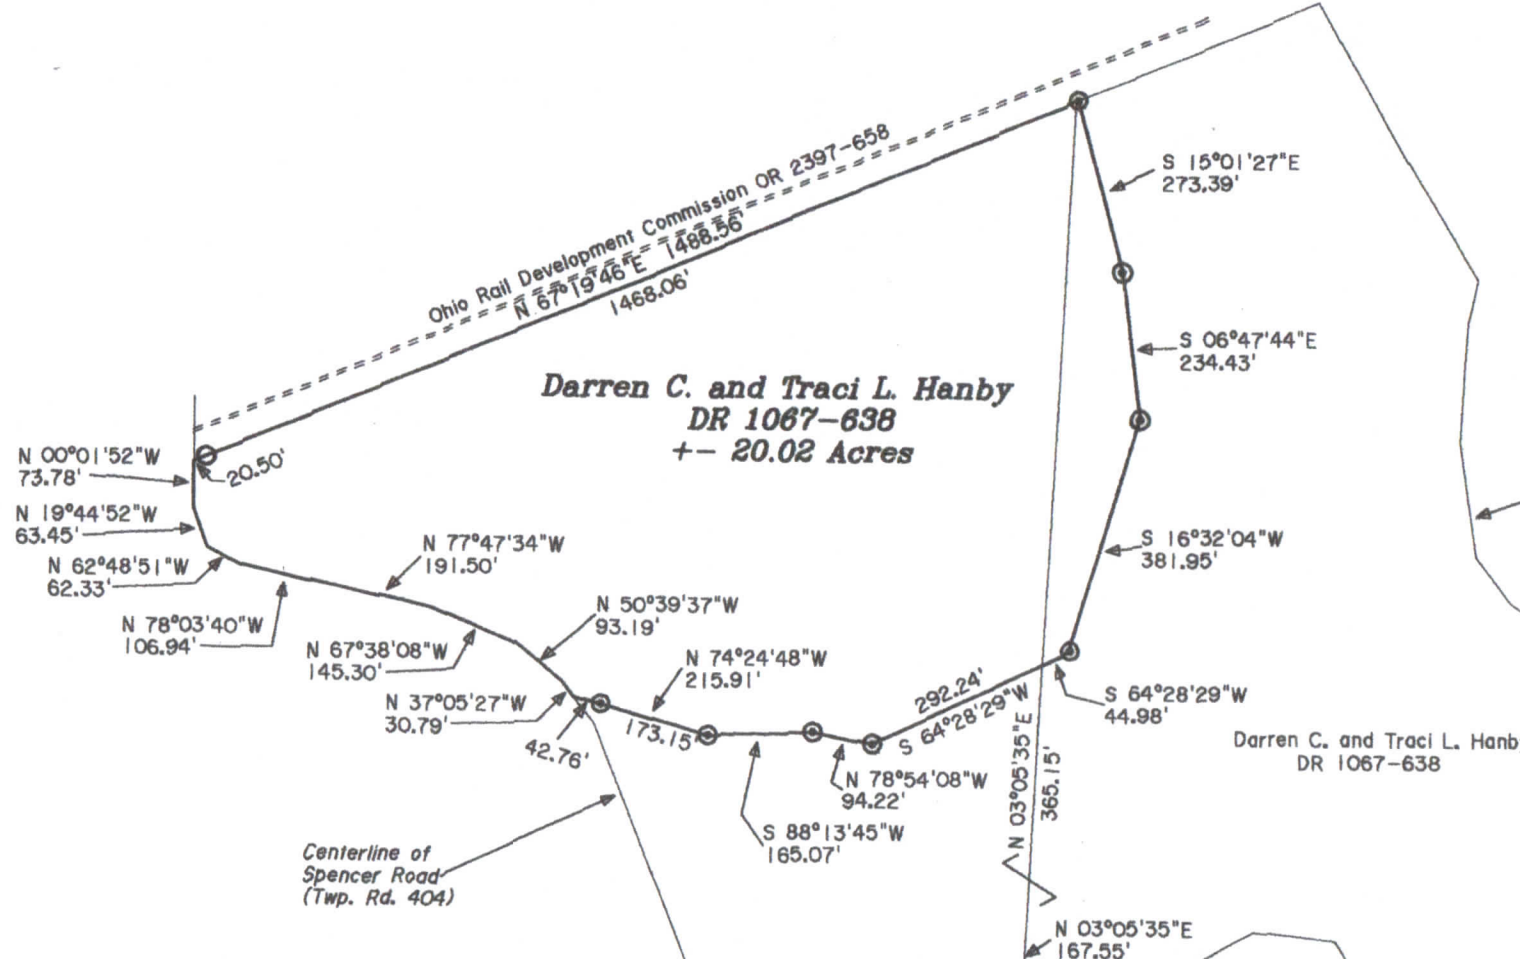 Ohio Rail Development Commission OR 2397-658
N 67°19'46"E 1488.56'
1468.06'
S 15°01'27"E
273.39'
S 06°47'44"E
234.43'
Darren C. and Traci L. Hanby
DR 1067-638
+- 20.02 Acres
N 00°01'52"W
73.78'
20.50'
N 19°44'52"W
63.45'
N 62°48'51"W
62.33'
N 77°47'34"W
191.50'
S 16°32'04"W
381.95'
N 78°03'40"W
106.94'
N 50°39'37"W
93.19'
N 67°38'08"W
145.30'
N 74°24'48"W
215.91'
N 37°05'27"W
30.79'
42.76'
173.15'
292.24'
S 64°28'29"W
S 64°28'29"W
44.98'
Darren C. and Traci L. Hanby
DR 1067-638
N 78°54'08"W
94.22'
N 03°05'35"E
365.15'
S 88°13'45"W
165.07'
Centerline of
Spencer Road
(Twp. Rd. 404)
N 03°05'35"E
167.55'